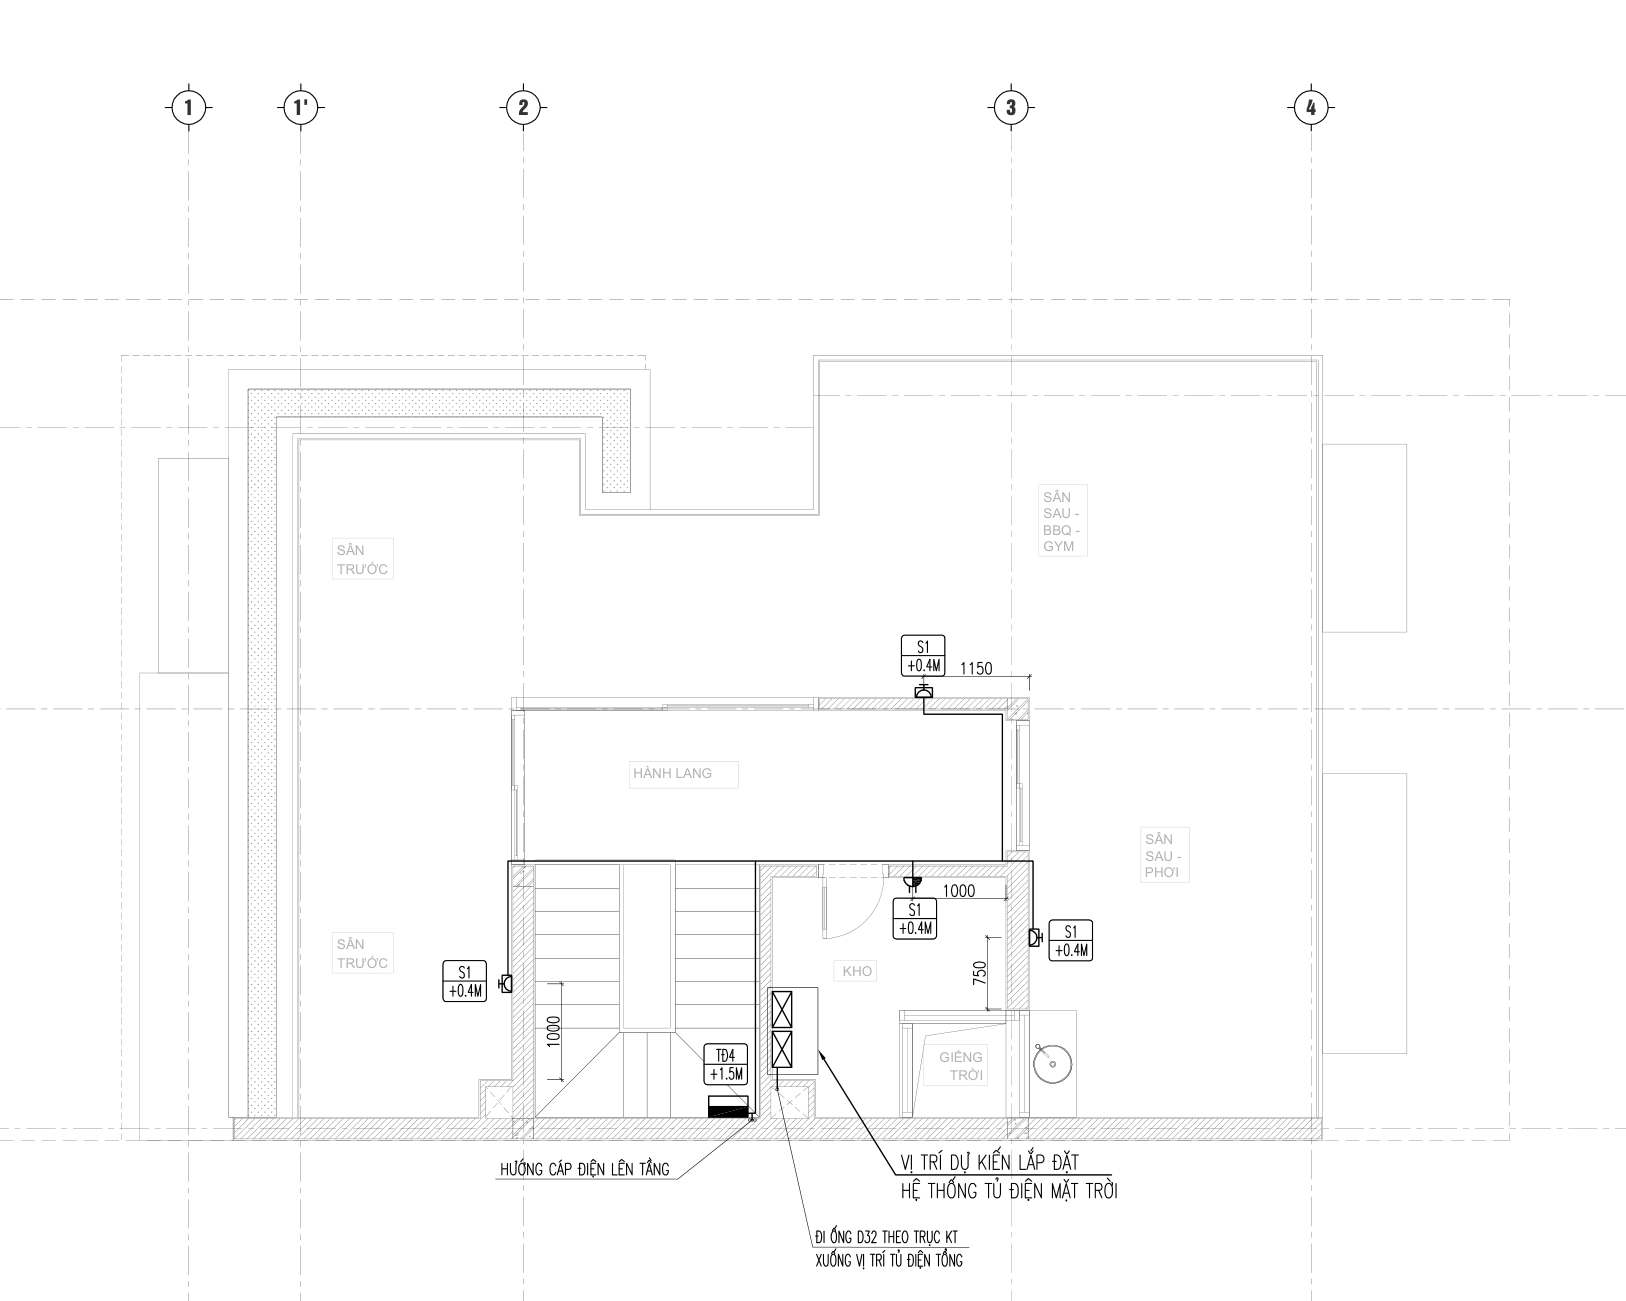 1
1'
2
3
4
SÂN
SAU -
BBQ -
GYM
SÂN
TRƯỚC
S1
+0.4M
1150
HÀNH LANG
SÂN
SAU -
PHƠI
1000
S1
+0.4M
S1
+0.4M
SÂN
TRƯỚC
KHO
750
S1
+0.4M
1000
TĐ4
+1.5M
GIẾNG
TRỜI
HƯỚNG CÁP ĐIỆN LÊN TẦNG
VỊ TRÍ DỰ KIẾN LẮP ĐẶT
HỆ THỐNG TỦ ĐIỆN MẶT TRỜI
ĐI ỐNG D32 THEO TRỤC KT
XUỐNG VỊ TRÍ TỦ ĐIỆN TỔNG